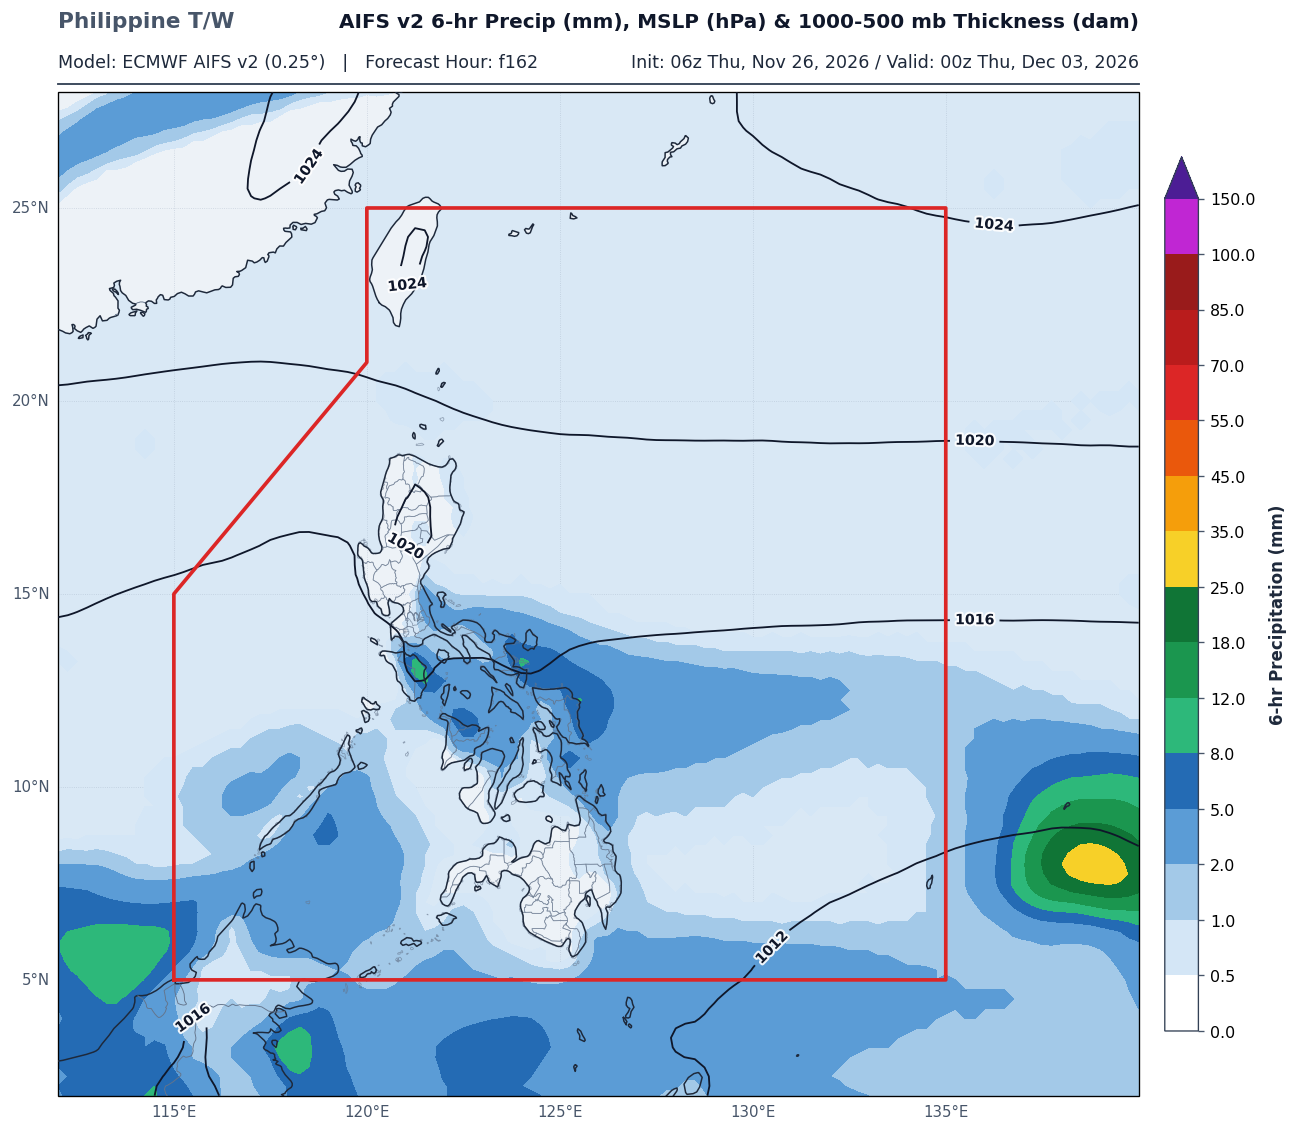 Philippine T/W
AIFS v2 6-hr Precip (mm), MSLP (hPa) & 1000-500 mb Thickness (dam)
Model: ECMWF AIFS v2 (0.25°) | Forecast Hour: f162
Init: 06z Thu, Nov 26, 2026 / Valid: 00z Thu, Dec 03, 2026
1024
1024
1024
1020
1020
1016
1012
1016
25°N
20°N
15°N
10°N
5°N
115°E
120°E
125°E
130°E
135°E
150.0
100.0
85.0
70.0
55.0
45.0
35.0
25.0
18.0
12.0
8.0
5.0
2.0
1.0
0.5
0.0
6-hr Precipitation (mm)